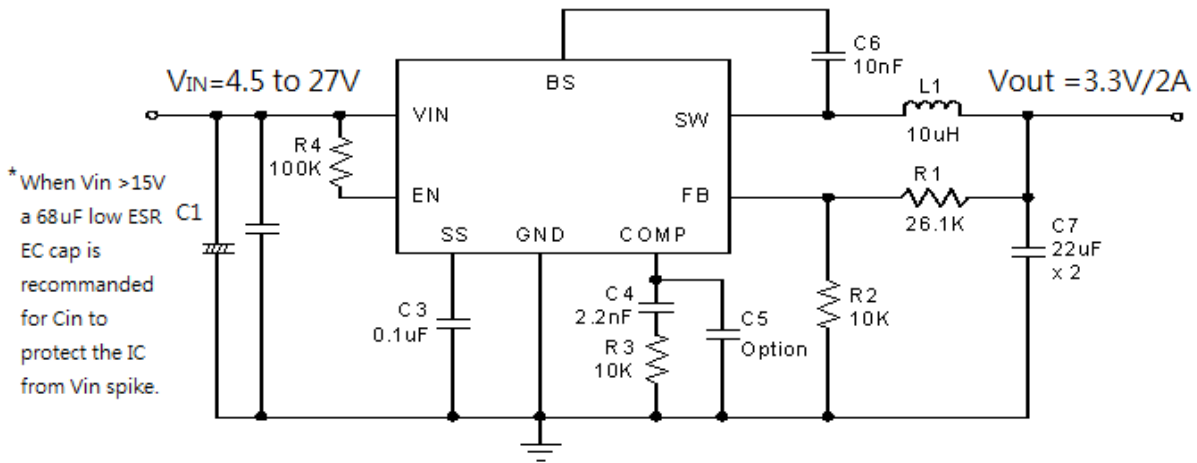 VIN=4.5 to 27V
Vout =3.3V/2A
C6
10nF
BS
L1
10uH
VIN
SW
R4
100K
EN
FB
R1
26.1K
SS
GND
COMP
* When Vin >15V
a 68uF low ESR
EC cap is
recommanded
for Cin to
protect the IC
from Vin spike.
C1
C3
0.1uF
C4
2.2nF
R3
10K
C5
Option
R2
10K
C7
22uF
x 2